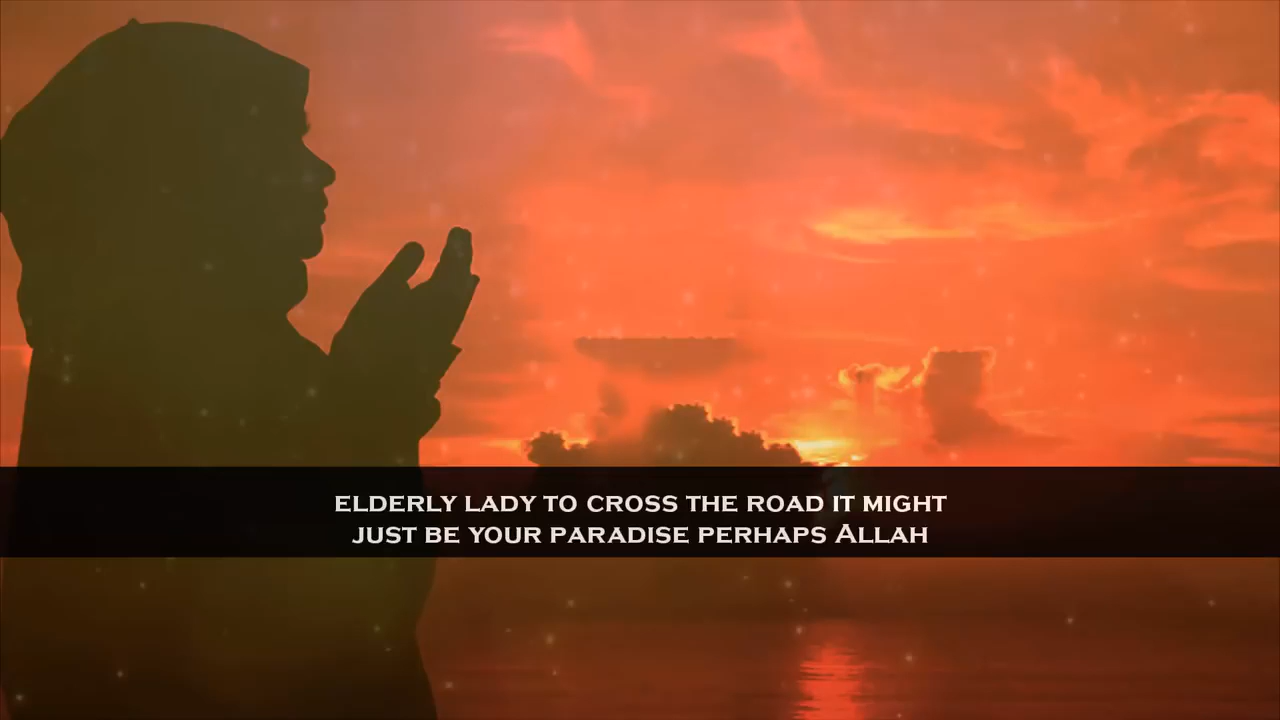 ELDERLY LADY TO CROSS THE ROAD IT MIGHT
JUST BE YOUR PARADISE PERHAPS ALLAH